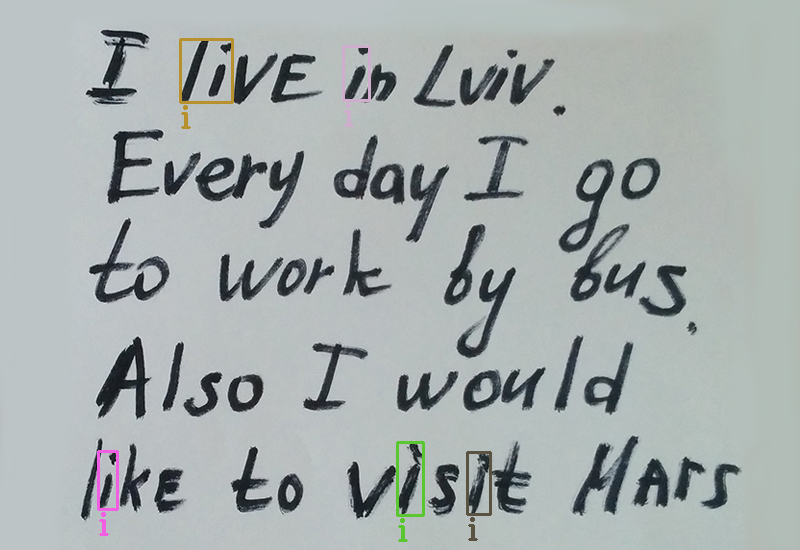 I livE in Lviv.
Every day I go
to work by bus.
Also I would
likE to visit Mars